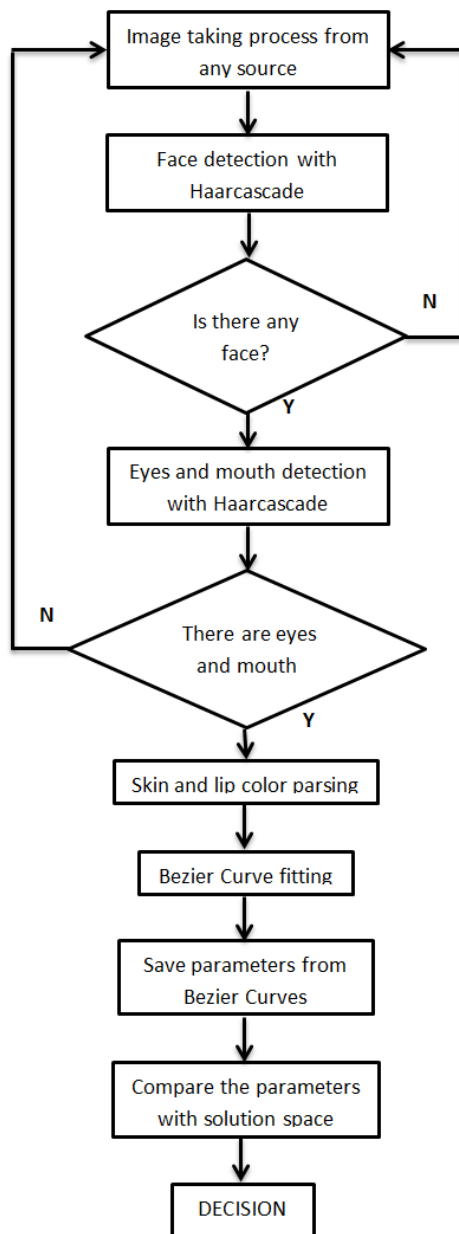 Image taking process from
any source
Face detection with
Haarcascade
Is there any
face?
N
Y
Eyes and mouth detection
with Haarcascade
N
There are eyes
and mouth
Y
Skin and lip color parsing
Bezier Curve fitting
Save parameters from
Bezier Curves
Compare the parameters
with solution space
DECISION